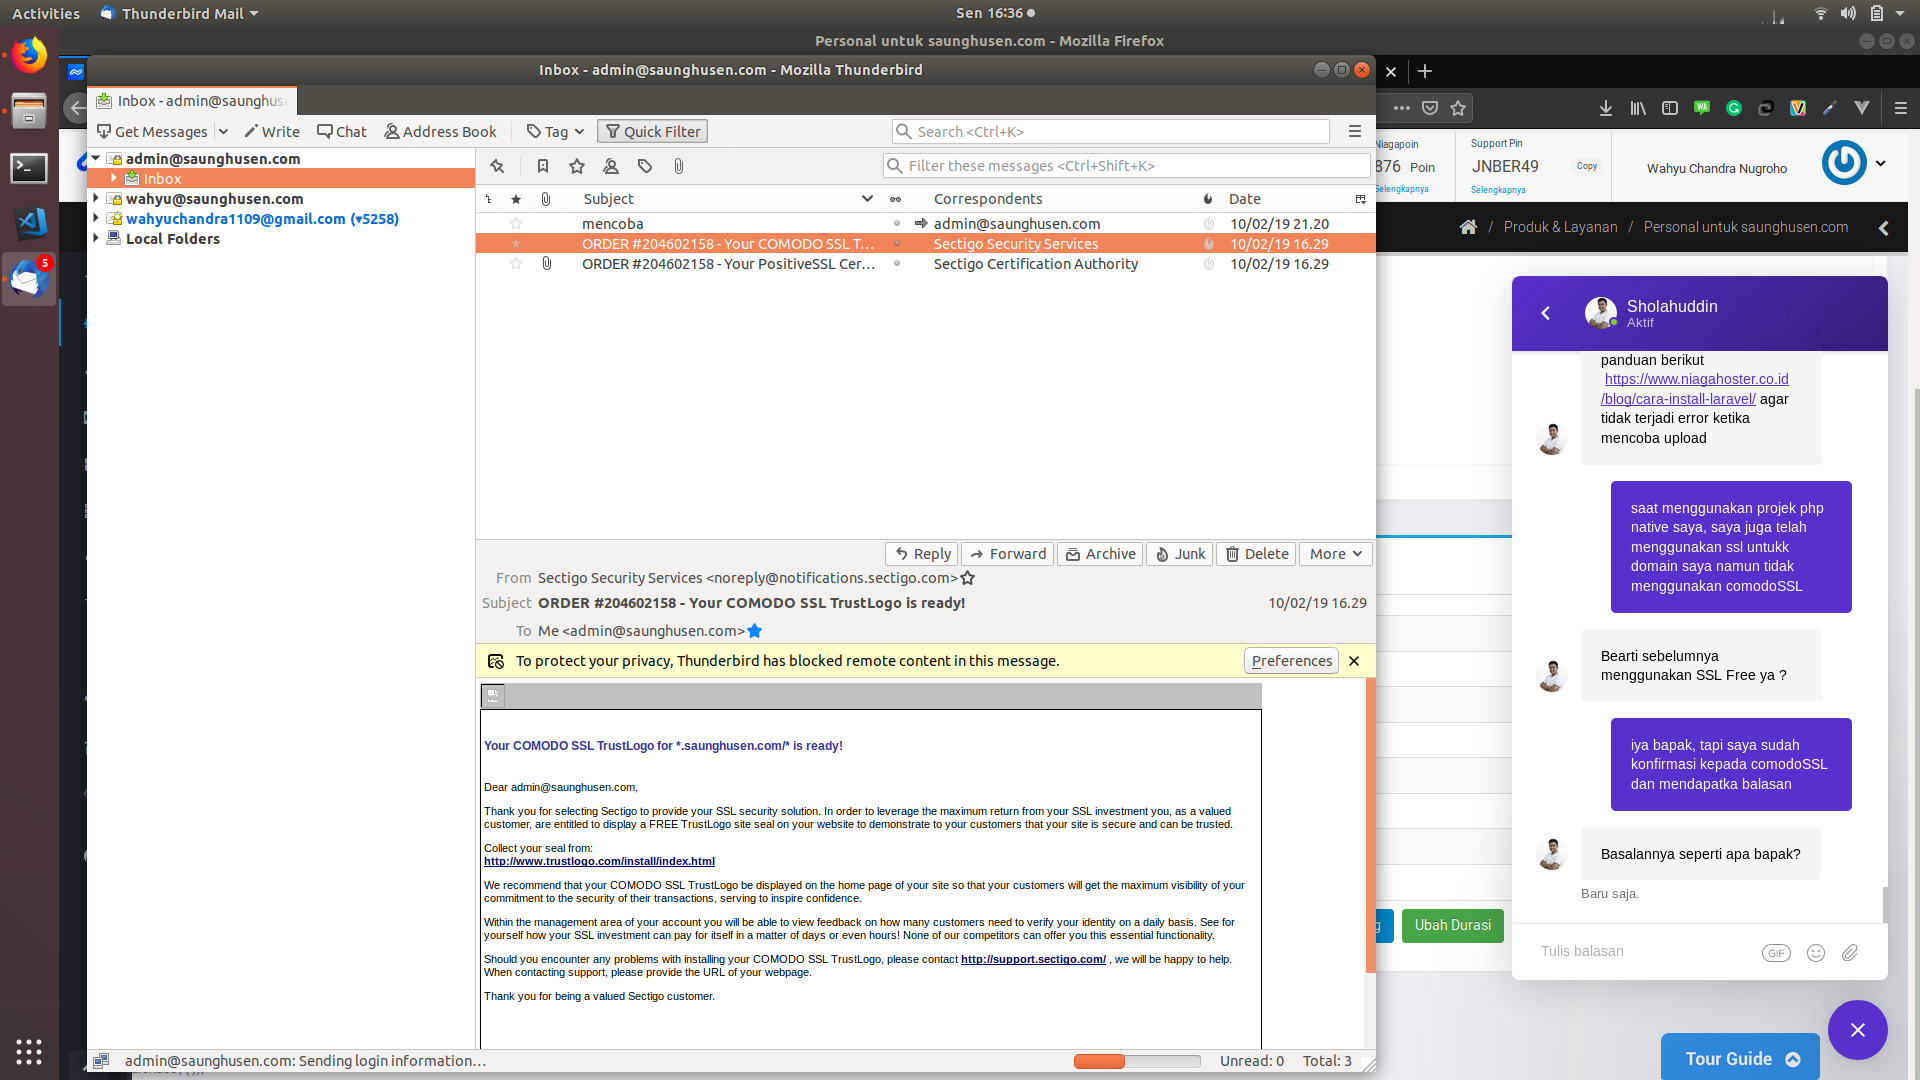 Activities
Thunderbird Mail
Sen 16:36
Personal untuk saunghusen.com - Mozilla Firefox
Inbox - admin@saunghusen.com - Mozilla Thunderbird
Inbox - admin@saunghus
Get Messages
Write
Chat
Address Book
Tag
Quick Filter
Search <Ctrl+K>
admin@saunghusen.com
Inbox
wahyu@saunghusen.com
wahyuchandra1109@gmail.com (▾5258)
Local Folders
5
Filter these messages <Ctrl+Shift+K>
Subject
Correspondents
Date
mencoba
admin@saunghusen.com
10/02/19 21.20
ORDER #204602158 - Your COMODO SSL T…
Sectigo Security Services
10/02/19 16.29
ORDER #204602158 - Your PositiveSSL Cer…
Sectigo Certification Authority
10/02/19 16.29
Reply
Forward
Archive
Junk
Delete
More
From Sectigo Security Services <noreply@notifications.sectigo.com>
Subject ORDER #204602158 - Your COMODO SSL TrustLogo is ready!
10/02/19 16.29
To Me <admin@saunghusen.com>
To protect your privacy, Thunderbird has blocked remote content in this message.
Preferences
Your COMODO SSL TrustLogo for *.saunghusen.com/* is ready!
Dear admin@saunghusen.com,
Thank you for selecting Sectigo to provide your SSL security solution. In order to leverage the maximum return from your SSL investment you, as a valued
customer, are entitled to display a FREE TrustLogo site seal on your website to demonstrate to your customers that your site is secure and can be trusted.
Collect your seal from:
http://www.trustlogo.com/install/index.html
We recommend that your COMODO SSL TrustLogo be displayed on the home page of your site so that your customers will get the maximum visibility of your
commitment to the security of their transactions, serving to inspire confidence.
Within the management area of your account you will be able to view feedback on how many customers need to verify your identity on a daily basis. See for
yourself how your SSL investment can pay for itself in a matter of days or even hours! None of our competitors can offer you this essential functionality.
Should you encounter any problems with installing your COMODO SSL TrustLogo, please contact http://support.sectigo.com/ , we will be happy to help.
When contacting support, please provide the URL of your webpage.
Thank you for being a valued Sectigo customer.
admin@saunghusen.com: Sending login information…
Unread: 0
Total: 3
Niagapoin
876 Poin
Selengkapnya
Support Pin
JNBER49
Copy
Selengkapnya
Wahyu Chandra Nugroho
/ Produk & Layanan / Personal untuk saunghusen.com
Sholahuddin
Aktif
panduan berikut
https://www.niagahoster.co.id
/blog/cara-install-laravel/ agar
tidak terjadi error ketika
mencoba upload
saat menggunakan projek php
native saya, saya juga telah
menggunakan ssl untukk
domain saya namun tidak
menggunakan comodoSSL
Bearti sebelumnya
menggunakan SSL Free ya ?
iya bapak, tapi saya sudah
konfirmasi kepada comodoSSL
dan mendapatka balasan
Basalannya seperti apa bapak?
Baru saja.
Tulis balasan
GIF
g
Ubah Durasi
Tour Guide